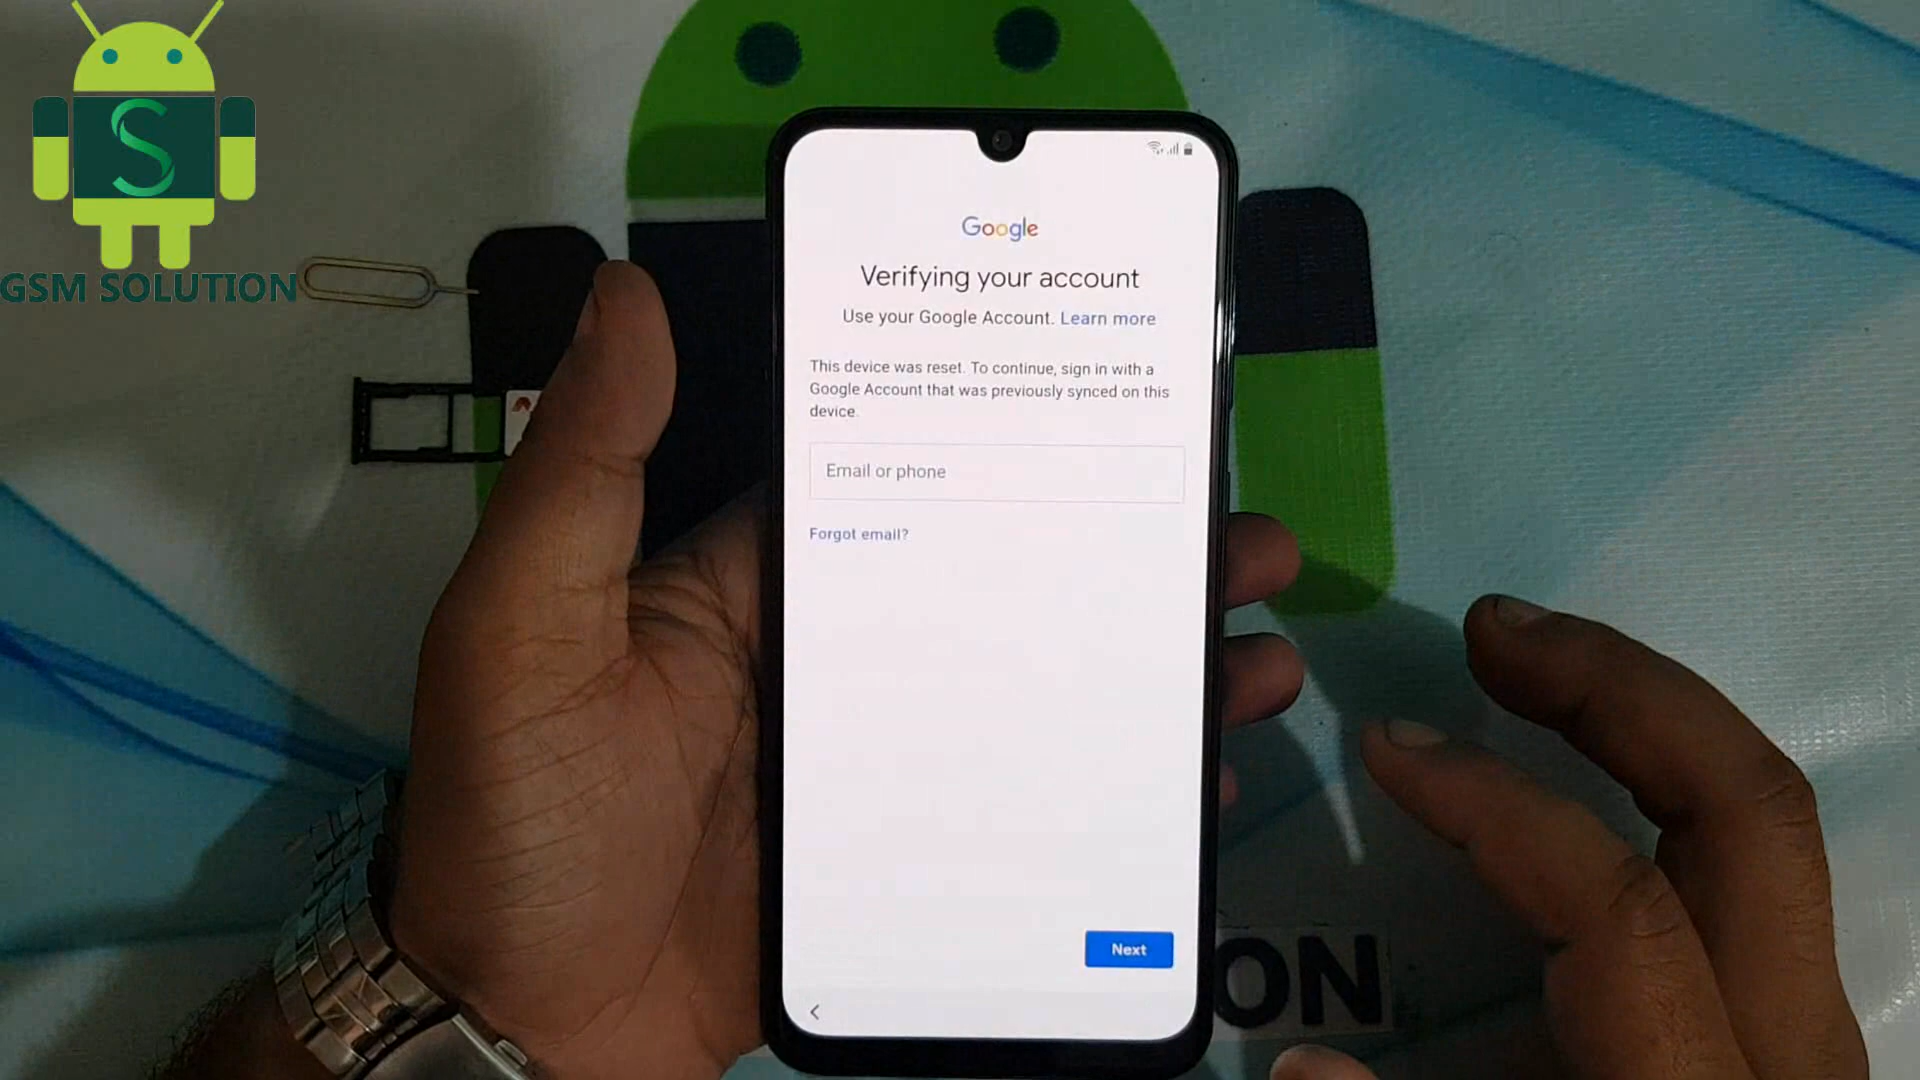 S
GSM SOLUTION
Google
Verifying your account
Use your Google Account. Learn more
This device was reset. To continue, sign in with a
Google Account that was previously synced on this
device.
Email or phone
Forgot email?
Next
ON